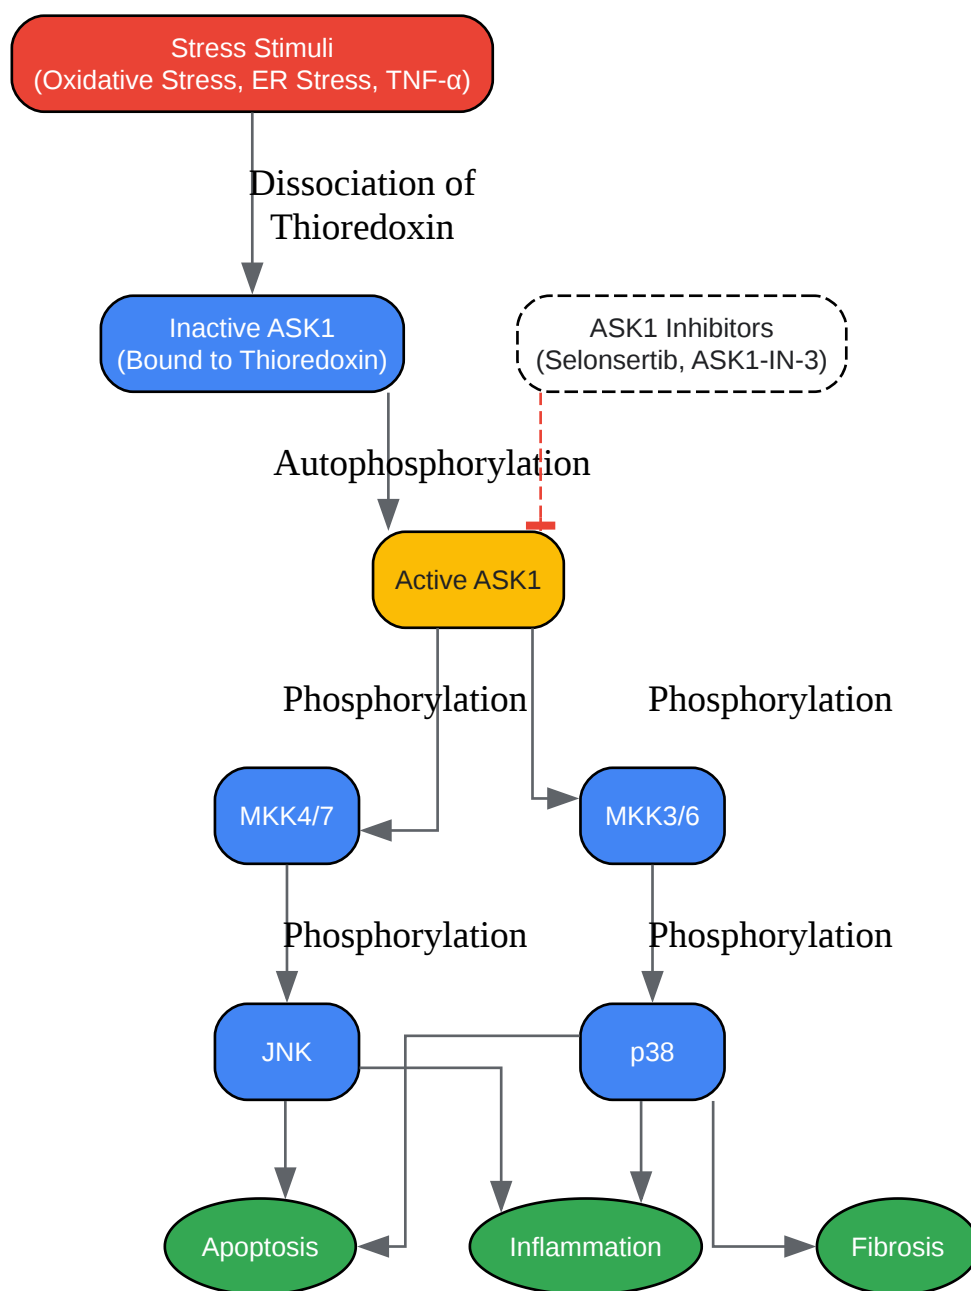 Stress Stimuli
(Oxidative Stress, ER Stress, TNF-α)
Dissociation of
Thioredoxin
Inactive ASK1
(Bound to Thioredoxin)
ASK1 Inhibitors
(Selonsertib, ASK1-IN-3)
Autophosphorylation
Active ASK1
Phosphorylation
Phosphorylation
MKK4/7
MKK3/6
Phosphorylation
Phosphorylation
JNK
p38
Apoptosis
Inflammation
Fibrosis